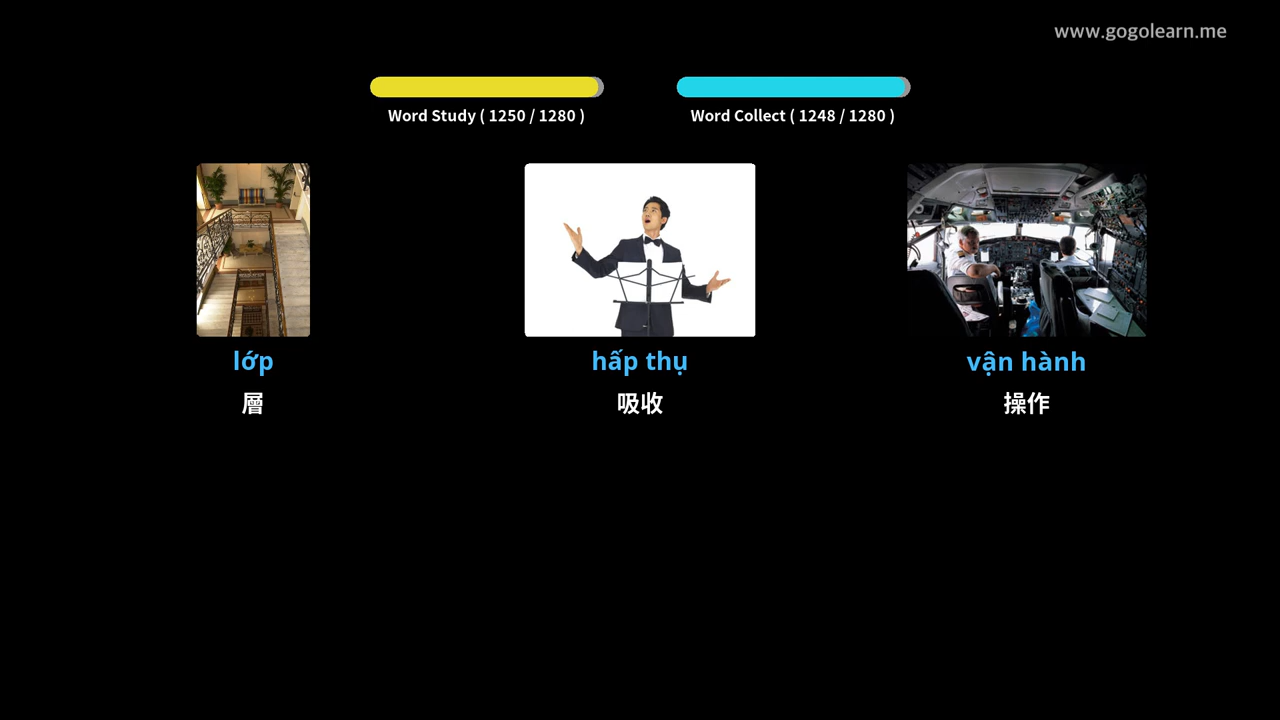 www.gogolearn.me
Word Study ( 1250 / 1280 )
Word Collect ( 1248 / 1280 )
lớp
hấp thụ
vận hành
層
吸收
操作